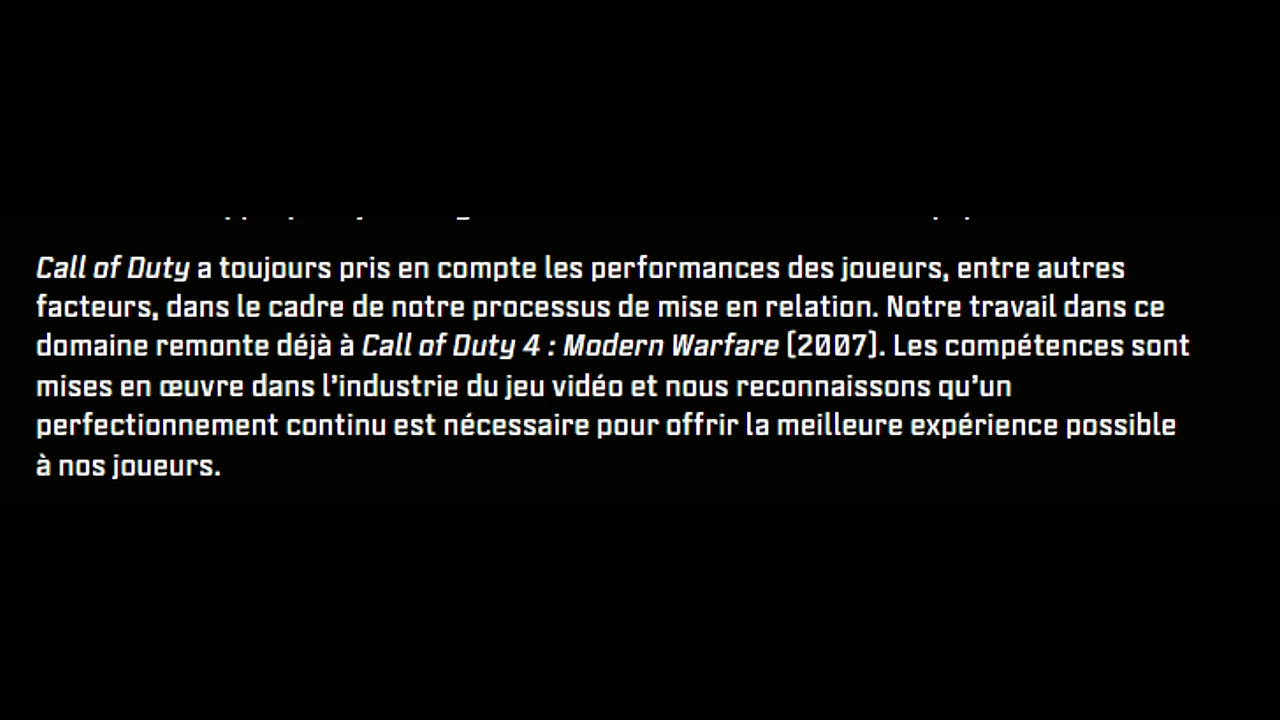 Call of Duty a toujours pris en compte les performances des joueurs, entre autres
facteurs, dans le cadre de notre processus de mise en relation. Notre travail dans ce
domaine remonte déjà à Call of Duty 4 : Modern Warfare (2007). Les compétences sont
mises en œuvre dans l’industrie du jeu vidéo et nous reconnaissons qu’un
perfectionnement continu est nécessaire pour offrir la meilleure expérience possible
à nos joueurs.